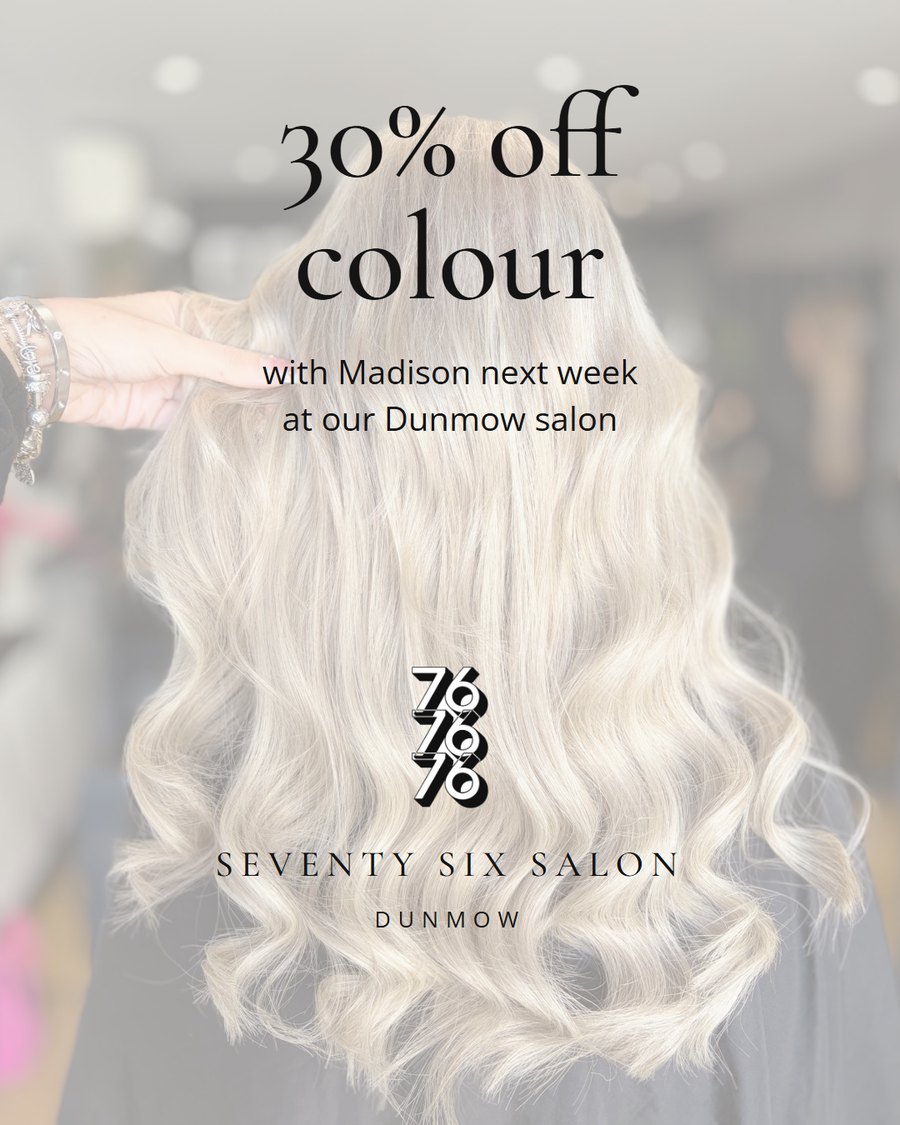 30% off
colour
with Madison next week
at our Dunmow salon
76
76
76
SEVENTY SIX SALON
DUNMOW